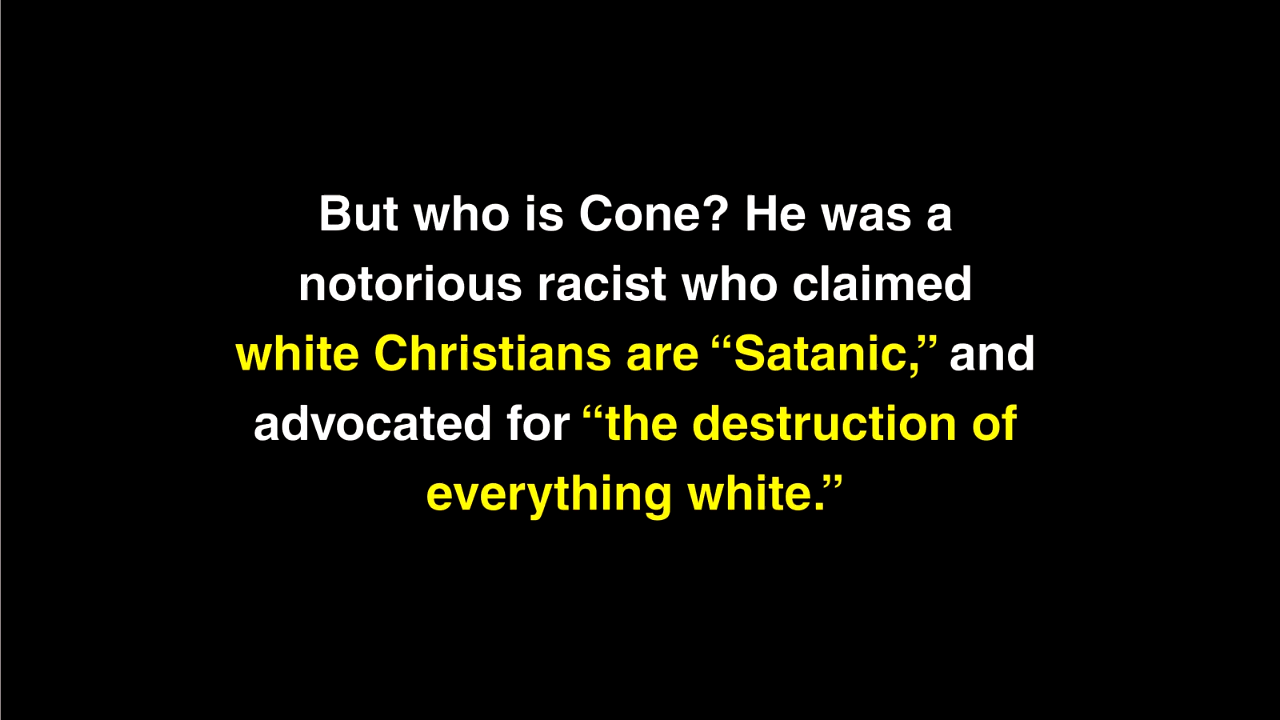 But who is Cone? He was a
notorious racist who claimed
white Christians are “Satanic,” and
advocated for “the destruction of
everything white.”